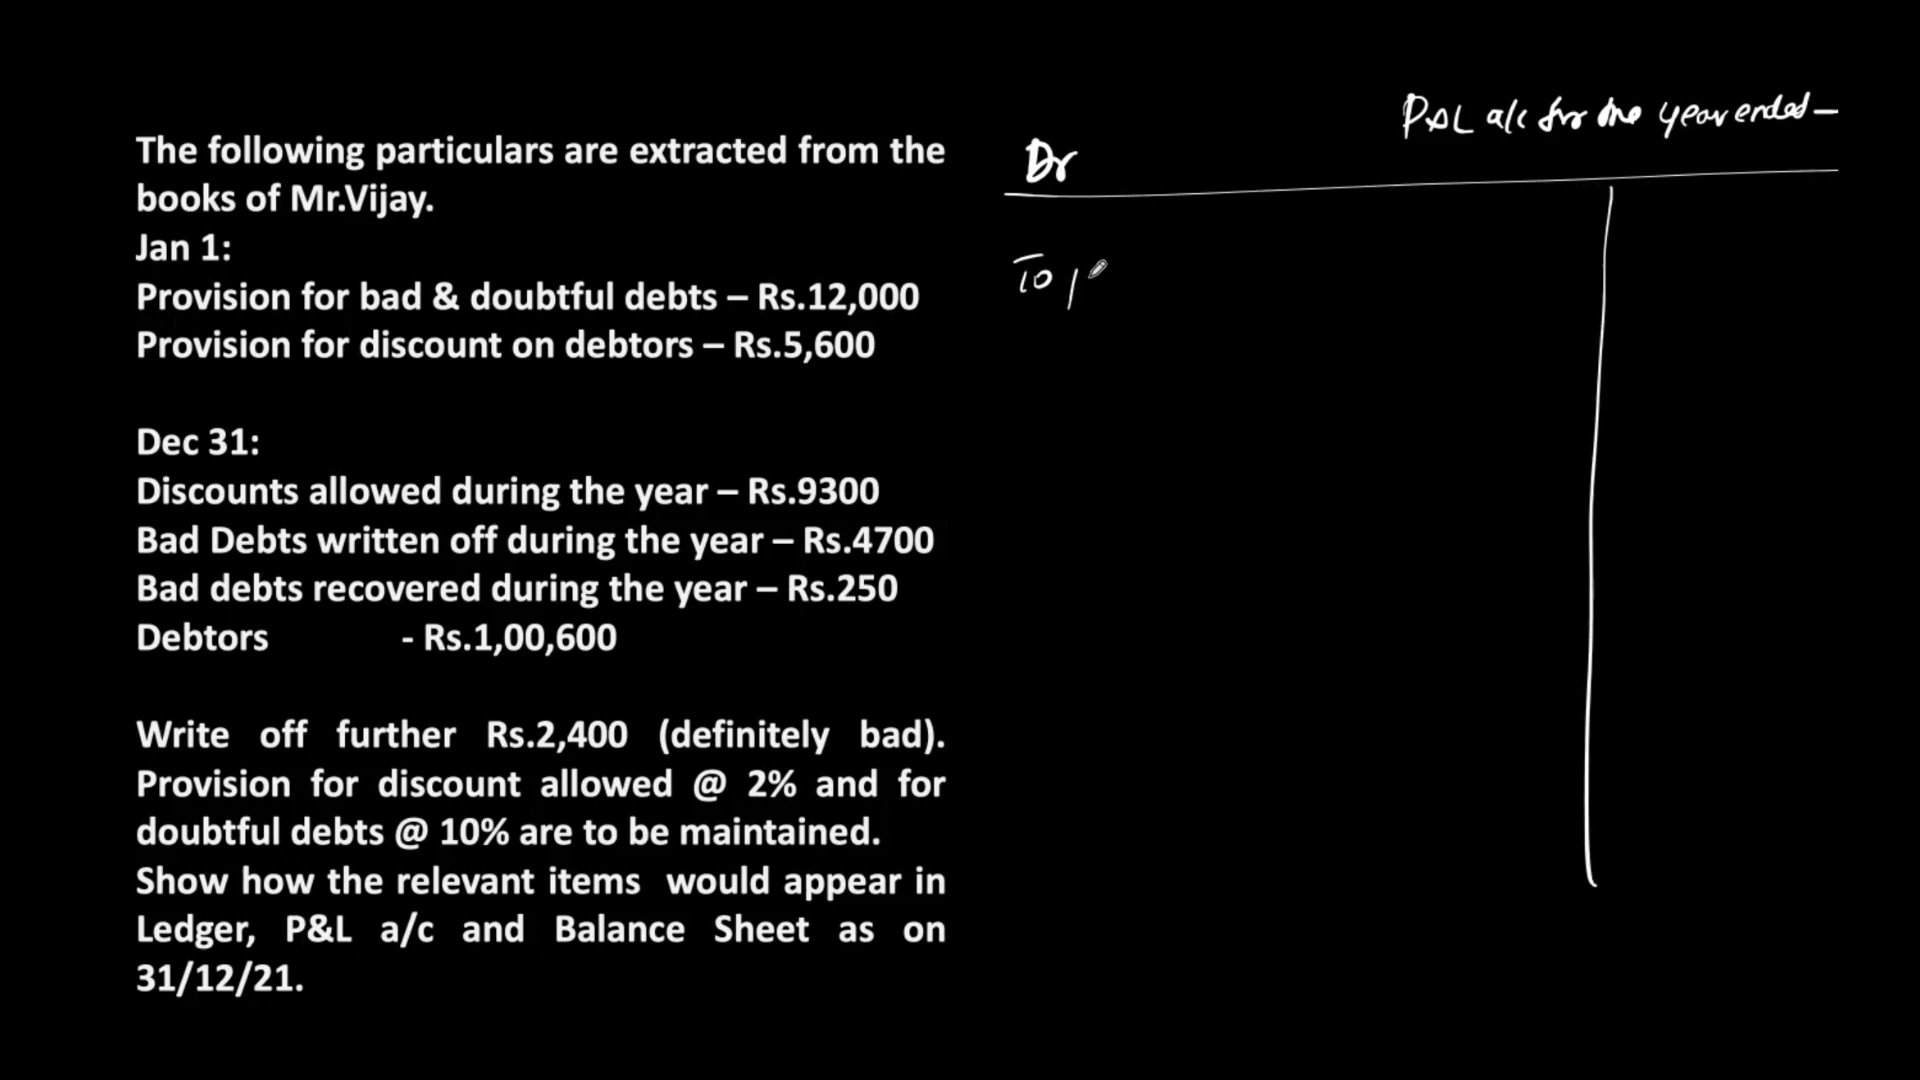 The following particulars are extracted from the
books of Mr.Vijay.
Jan 1:
Provision for bad & doubtful debts – Rs.12,000
Provision for discount on debtors – Rs.5,600
Dec 31:
Discounts allowed during the year – Rs.9300
Bad Debts written off during the year – Rs.4700
Bad debts recovered during the year – Rs.250
Debtors - Rs.1,00,600
Write off further Rs.2,400 (definitely bad).
Provision for discount allowed @ 2% and for
doubtful debts @ 10% are to be maintained.
Show how the relevant items would appear in
Ledger, P&L a/c and Balance Sheet as on
31/12/21.
P&L a/c for the year ended –
Dr
To